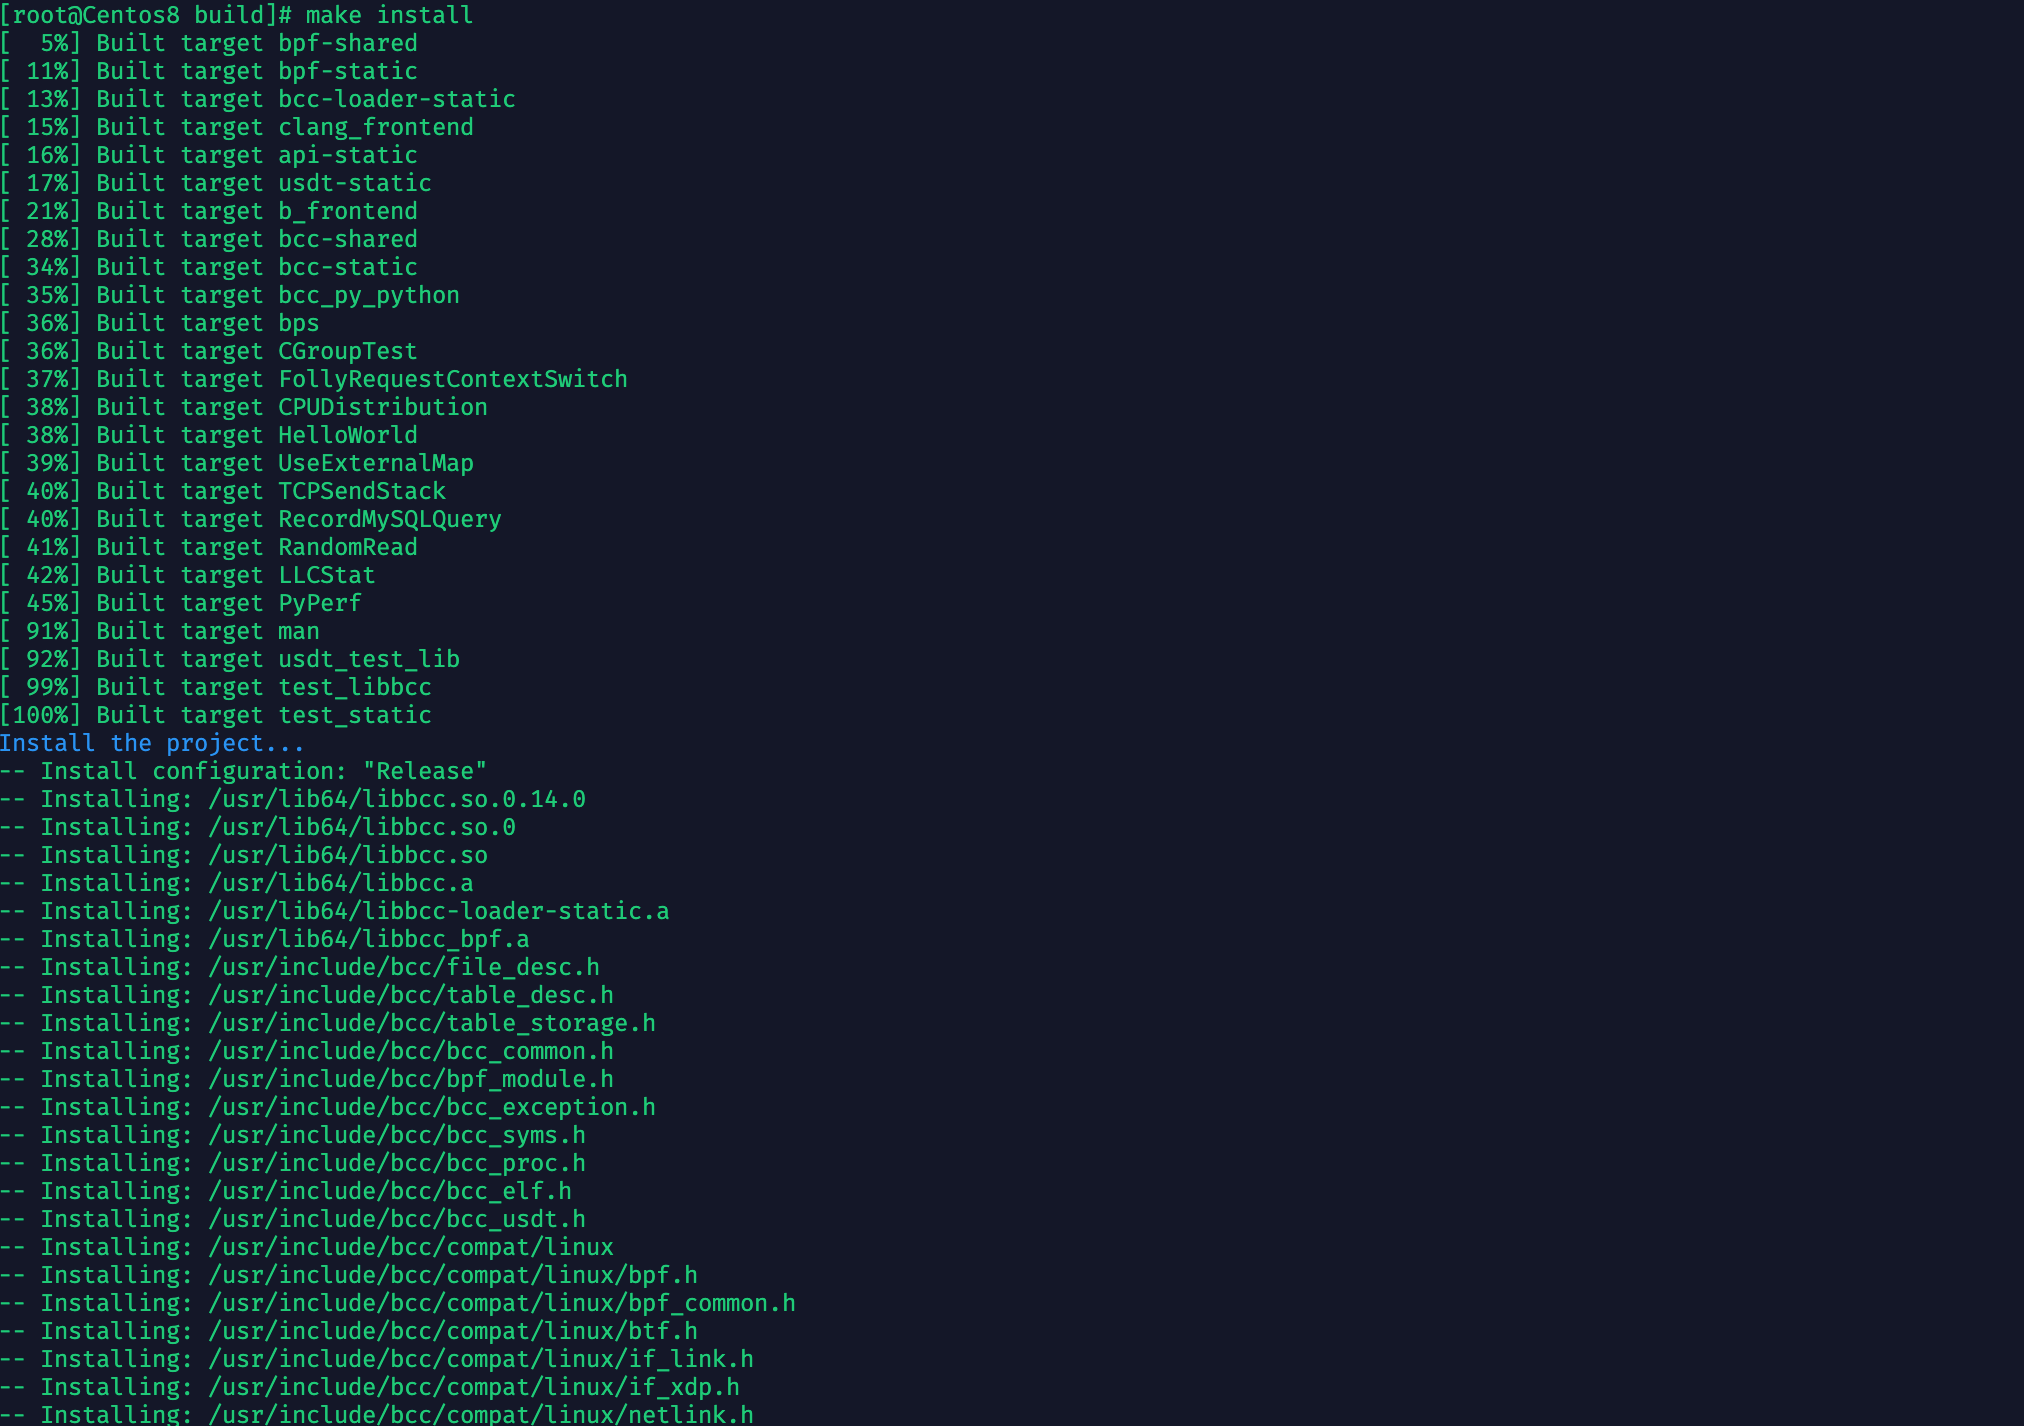 [root@Centos8 build]# make install
[  5%] Built target bpf-shared
[ 11%] Built target bpf-static
[ 13%] Built target bcc-loader-static
[ 15%] Built target clang_frontend
[ 16%] Built target api-static
[ 17%] Built target usdt-static
[ 21%] Built target b_frontend
[ 28%] Built target bcc-shared
[ 34%] Built target bcc-static
[ 35%] Built target bcc_py_python
[ 36%] Built target bps
[ 36%] Built target CGroupTest
[ 37%] Built target FollyRequestContextSwitch
[ 38%] Built target CPUDistribution
[ 38%] Built target HelloWorld
[ 39%] Built target UseExternalMap
[ 40%] Built target TCPSendStack
[ 40%] Built target RecordMySQLQuery
[ 41%] Built target RandomRead
[ 42%] Built target LLCStat
[ 45%] Built target PyPerf
[ 91%] Built target man
[ 92%] Built target usdt_test_lib
[ 99%] Built target test_libbcc
[100%] Built target test_static
Install the project...
-- Install configuration: "Release"
-- Installing: /usr/lib64/libbcc.so.0.14.0
-- Installing: /usr/lib64/libbcc.so.0
-- Installing: /usr/lib64/libbcc.so
-- Installing: /usr/lib64/libbcc.a
-- Installing: /usr/lib64/libbcc-loader-static.a
-- Installing: /usr/lib64/libbcc_bpf.a
-- Installing: /usr/include/bcc/file_desc.h
-- Installing: /usr/include/bcc/table_desc.h
-- Installing: /usr/include/bcc/table_storage.h
-- Installing: /usr/include/bcc/bcc_common.h
-- Installing: /usr/include/bcc/bpf_module.h
-- Installing: /usr/include/bcc/bcc_exception.h
-- Installing: /usr/include/bcc/bcc_syms.h
-- Installing: /usr/include/bcc/bcc_proc.h
-- Installing: /usr/include/bcc/bcc_elf.h
-- Installing: /usr/include/bcc/bcc_usdt.h
-- Installing: /usr/include/bcc/compat/linux
-- Installing: /usr/include/bcc/compat/linux/bpf.h
-- Installing: /usr/include/bcc/compat/linux/bpf_common.h
-- Installing: /usr/include/bcc/compat/linux/btf.h
-- Installing: /usr/include/bcc/compat/linux/if_link.h
-- Installing: /usr/include/bcc/compat/linux/if_xdp.h
-- Installing: /usr/include/bcc/compat/linux/netlink.h